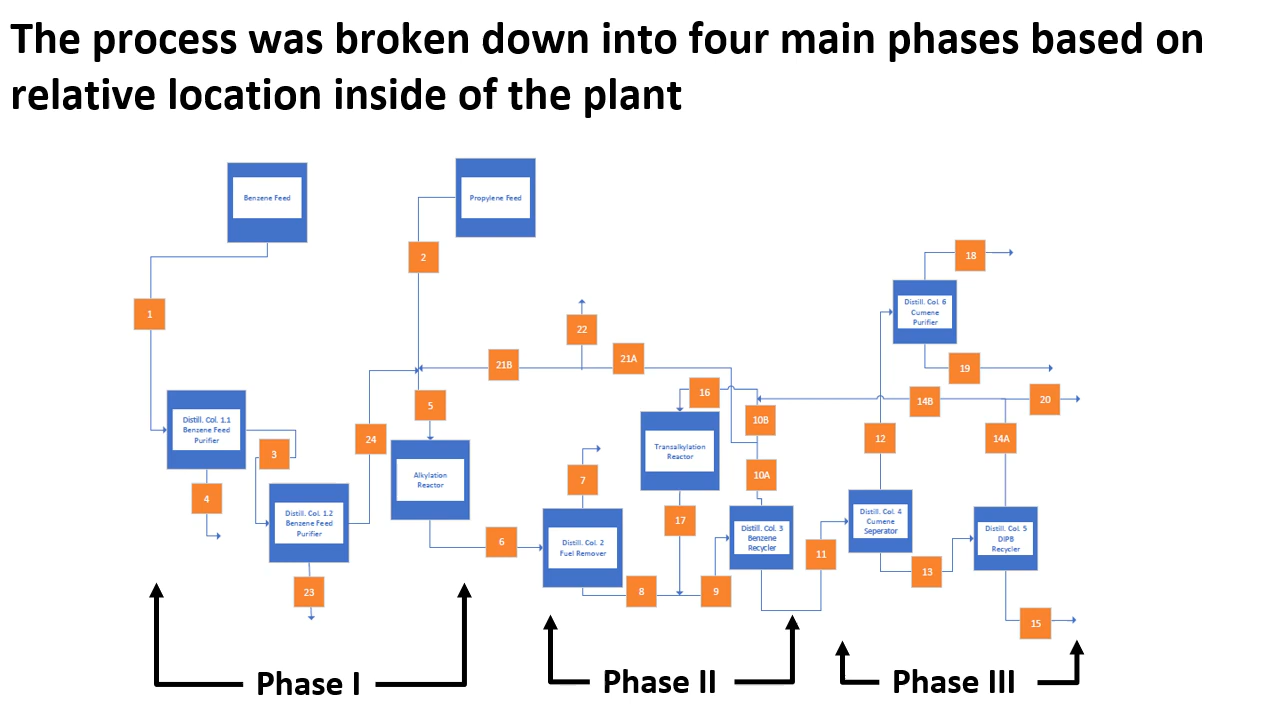 The process was broken down into four main phases based on
relative location inside of the plant
Benzene Feed
Propylene Feed
2
18
1
Distill. Col. 6
Cumene
Purifier
22
21A
21B
19
16
14B
20
5
10B
Distill. Col. 1.1
Benzene Feed
Purifier
24
12
14A
3
Transalkylation
Reactor
10A
Alkylation
Reactor
7
4
Distill. Col. 1.2
Benzene Feed
Purifier
17
Distill. Col. 4
Cumene
Seperator
6
Distill. Col. 2
Fuel Remover
Distill. Col. 3
Benzene
Recycler
Distill. Col. 5
DIPB
Recycler
11
13
23
8
9
15
Phase I
Phase II
Phase III